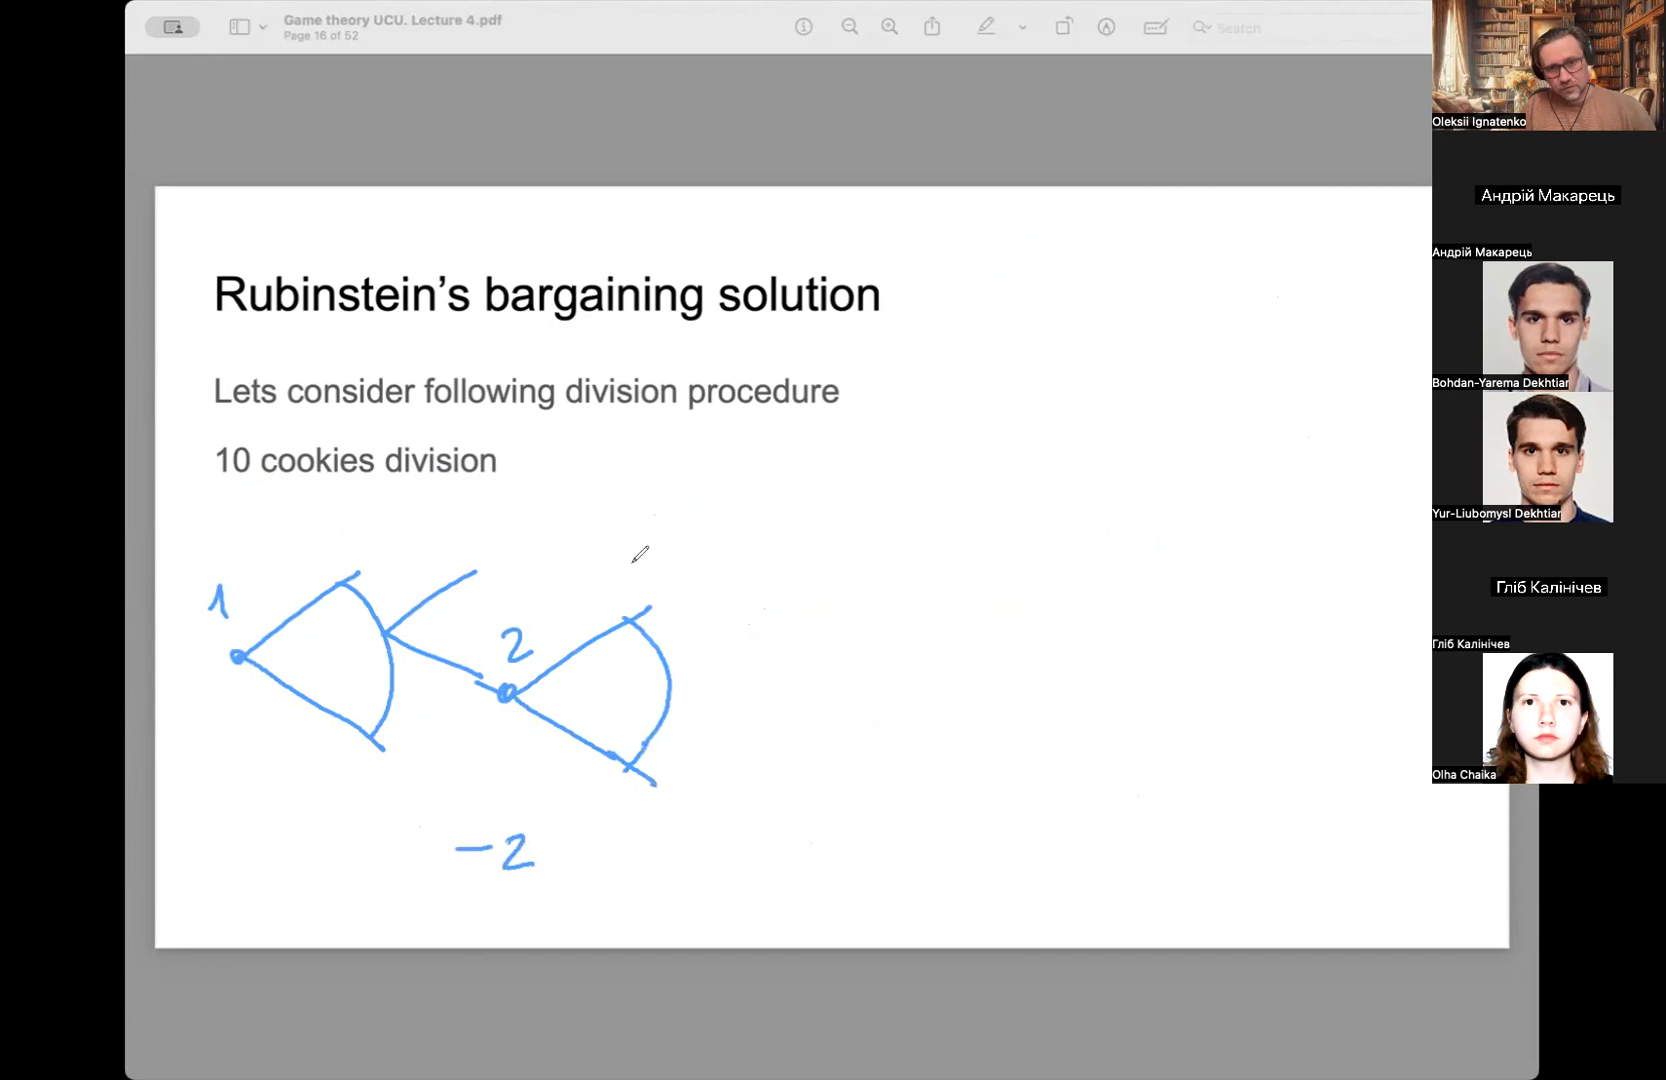 Game theory UCU. Lecture 4.pdf
Page 16 of 52
Search
Rubinstein's bargaining solution
Lets consider following division procedure
10 cookies division
1
2
-2
Oleksii Ignatenko
Андрій Макарець
Андрій Макарець
Bohdan-Yarema Dekhtiar
Yur-Liubomysl Dekhtiar
Гліб Калінічев
Гліб Калінічев
Olha Chaika